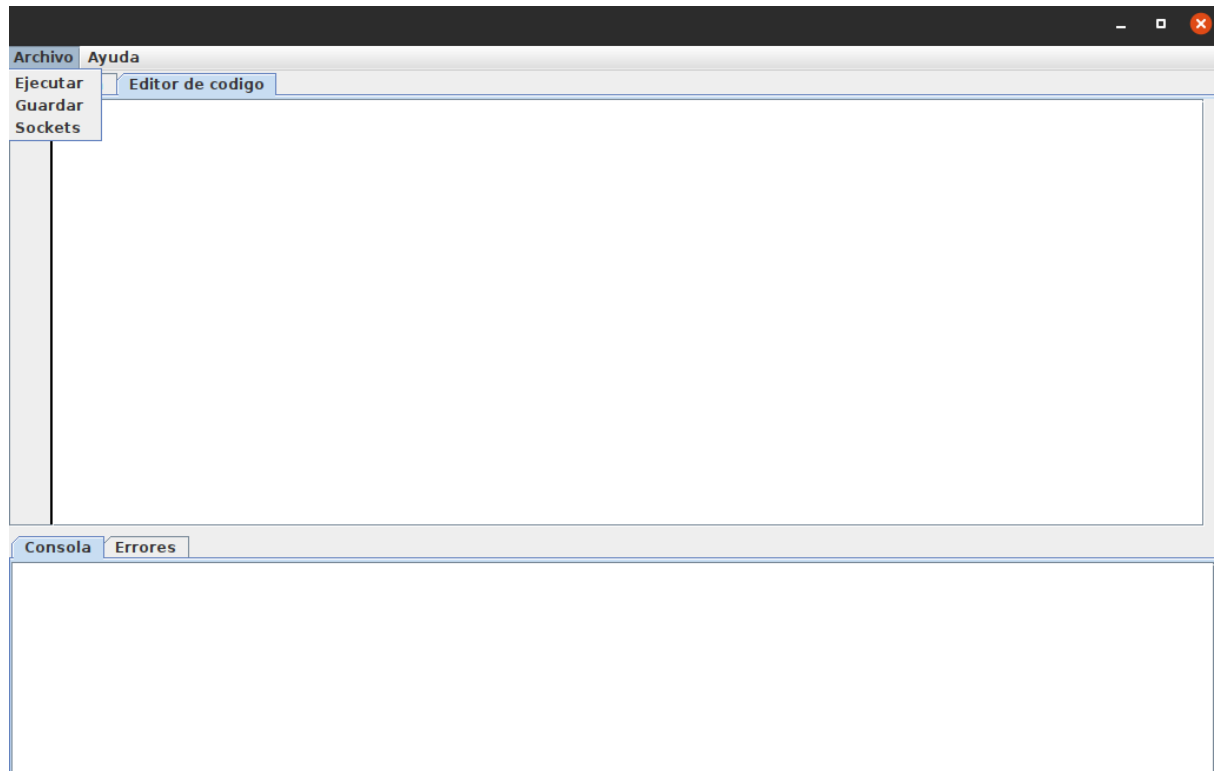 Archivo Ayuda
Ejecutar Editor de codigo
Guardar
Sockets
Consola Errores